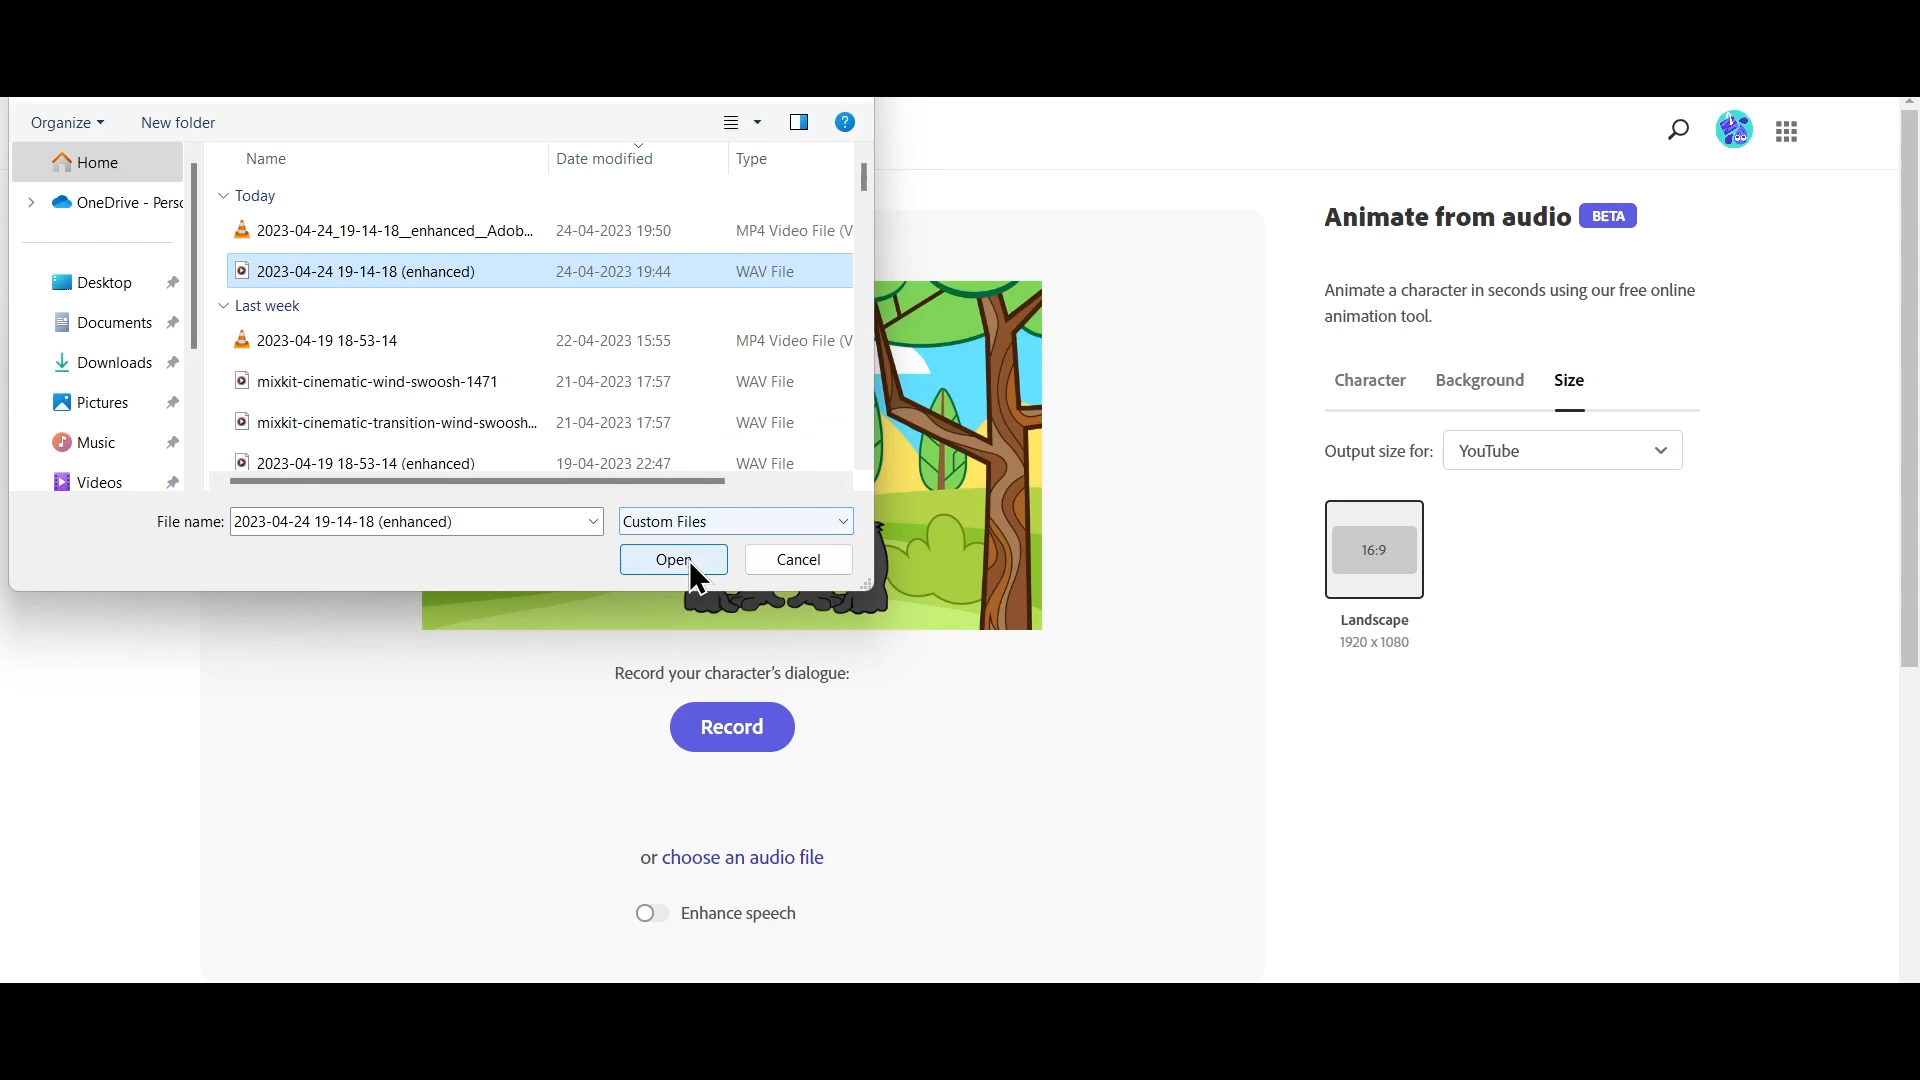 Organize
New folder
?
Home
OneDrive - Perso
Desktop
Documents
Downloads
Pictures
Music
Videos
Name
Date modified
Type
Today
2023-04-24_19-14-18__enhanced__Adob...
24-04-2023 19:50
MP4 Video File (V
2023-04-24 19-14-18 (enhanced)
24-04-2023 19:44
WAV File
Last week
2023-04-19 18-53-14
22-04-2023 15:55
MP4 Video File (V
mixkit-cinematic-wind-swoosh-1471
21-04-2023 17:57
WAV File
mixkit-cinematic-transition-wind-swoosh...
21-04-2023 17:57
WAV File
2023-04-19 18-53-14 (enhanced)
19-04-2023 22:47
WAV File
File name:
2023-04-24 19-14-18 (enhanced)
Custom Files
Open
Cancel
Record your character's dialogue:
Record
or choose an audio file
Enhance speech
Animate from audio BETA
Animate a character in seconds using our free online
animation tool.
Character
Background
Size
Output size for:
YouTube
16:9
Landscape
1920 x 1080